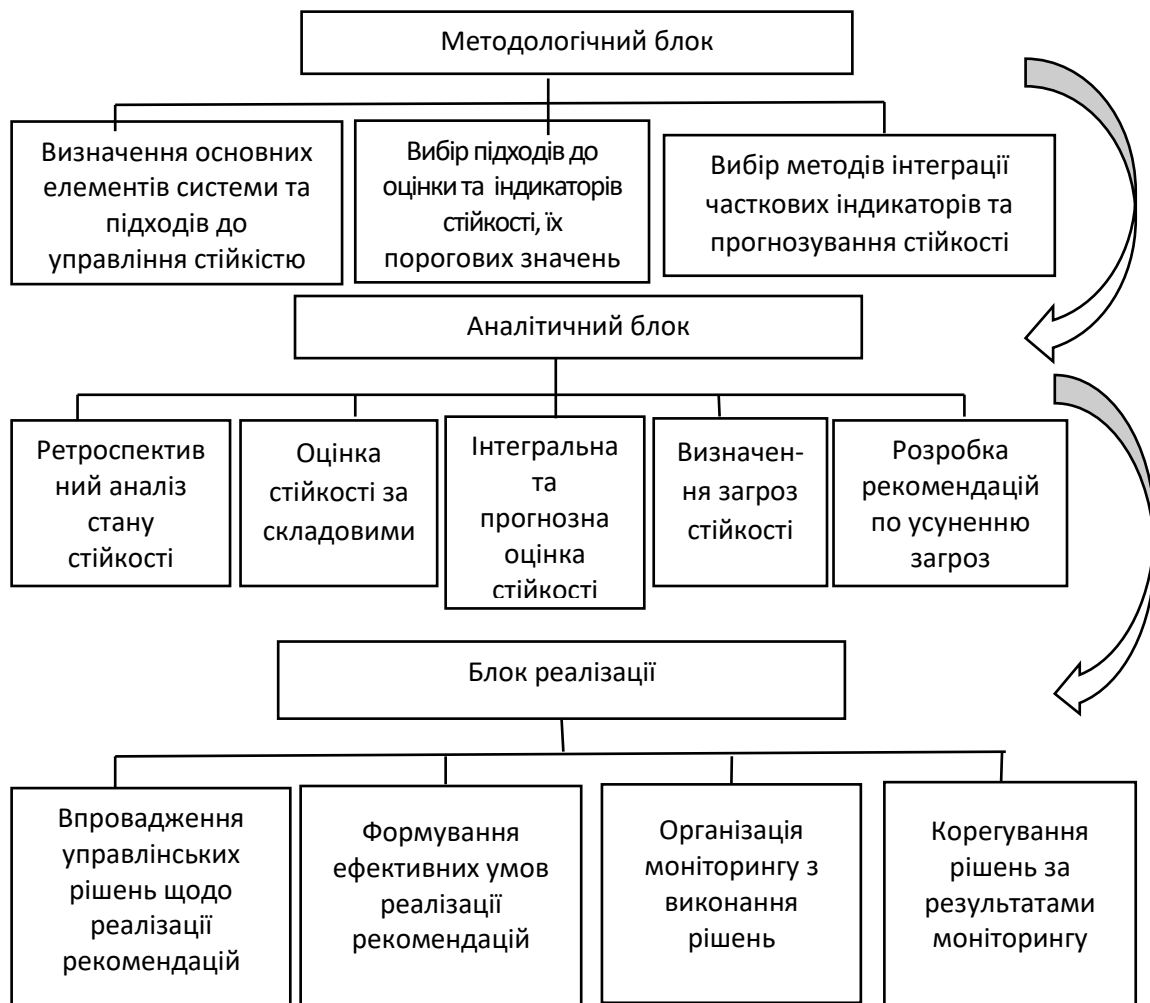 Методологічний блок
Визначення основних
елементів системи та
підходів до
управління стійкістю
Вибір підходів до
оцінки та індикаторів
стійкості, їх
порогових значень
Вибір методів інтеграції
часткових індикаторів та
прогнозування стійкості
Аналітичний блок
Ретроспектив
ний аналіз
стану
стійкості
Оцінка
стійкості за
складовими
Інтегральна
та
прогнозна
оцінка
стійкості
Визначен-
ня загроз
стійкості
Розробка
рекомендацій
по усуненню
загроз
Блок реалізації
Впровадження
управлінських
рішень щодо
реалізації
рекомендацій
Формування
ефективних умов
реалізації
рекомендацій
Організація
моніторингу з
виконання
рішень
Корегування
рішень за
результатами
моніторингу